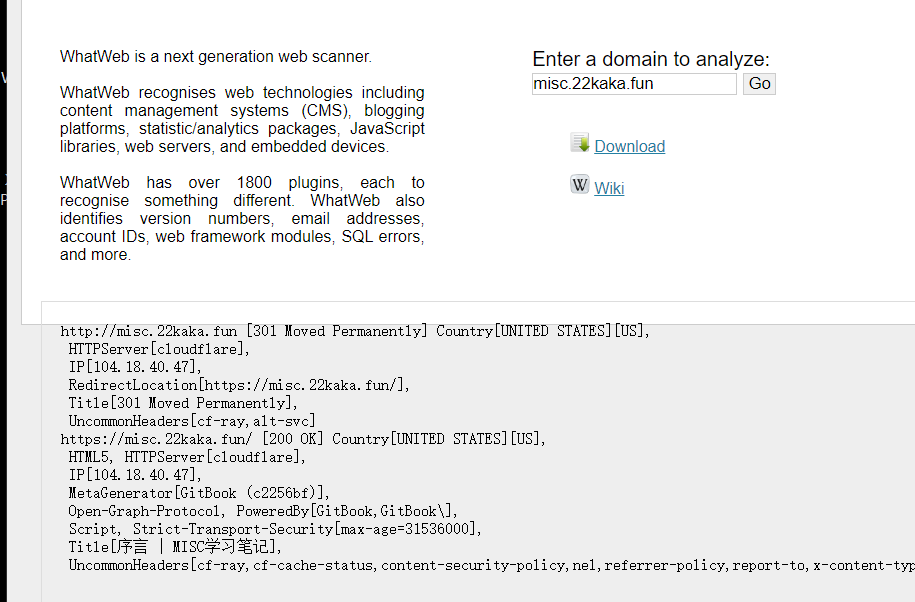 WhatWeb is a next generation web scanner.
WhatWeb recognises web technologies including
content management systems (CMS), blogging
platforms, statistic/analytics packages, JavaScript
libraries, web servers, and embedded devices.
WhatWeb has over 1800 plugins, each to
recognise something different. WhatWeb also
identifies version numbers, email addresses,
account IDs, web framework modules, SQL errors,
and more.
Enter a domain to analyze:
misc.22kaka.fun Go
Download
W Wiki
http://misc.22kaka.fun [301 Moved Permanently] Country[UNITED STATES][US],
HTTPServer[cloudflare],
IP[104.18.40.47],
RedirectLocation[https://misc.22kaka.fun/],
Title[301 Moved Permanently],
UncommonHeaders[cf-ray,alt-svc]
https://misc.22kaka.fun/ [200 OK] Country[UNITED STATES][US],
HTML5, HTTPServer[cloudflare],
IP[104.18.40.47],
MetaGenerator[GitBook (c2256bf)],
Open-Graph-Protocol, PoweredBy[GitBook,GitBook\],
Script, Strict-Transport-Security[max-age=31536000],
Title[序言 | MISC学习笔记],
UncommonHeaders[cf-ray,cf-cache-status,content-security-policy,nel,referrer-policy,report-to,x-content-typ